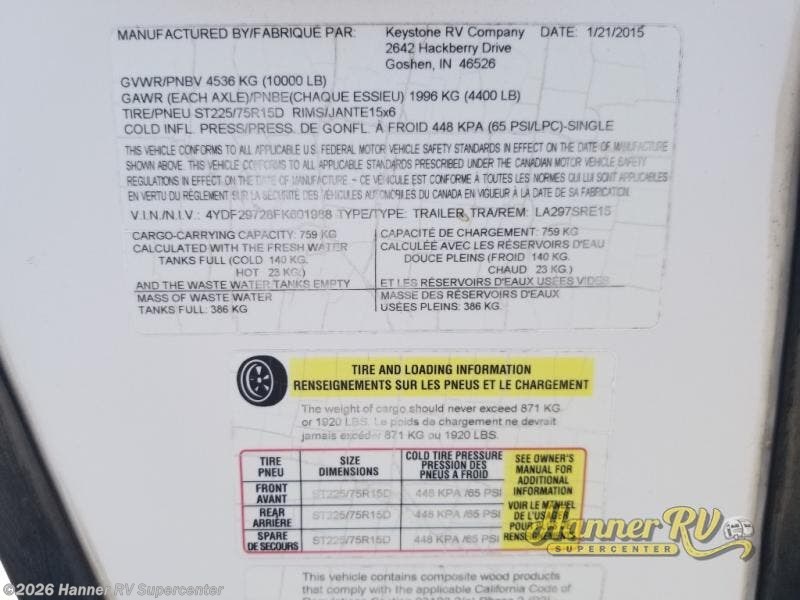 MANUFACTURED BY/FABRIQUÉ PAR: Keystone RV Company DATE: 1/21/2015
2642 Hackberry Drive
Goshen, IN 46526
GVWR/PNBV 4536 KG (10000 LB)
GAWR (EACH AXLE)/PNBE(CHAQUE ESSIEU) 1996 KG (4400 LB)
TIRE/PNEU ST225/75R15D RIMS/JANTE15x6
COLD INFL. PRESS/PRESS. DE GONFL. À FROID 448 KPA (65 PSI/LPC)-SINGLE
THIS VEHICLE CONFORMS TO ALL APPLICABLE U.S. FEDERAL MOTOR VEHICLE SAFETY STANDARDS IN EFFECT ON THE DATE OF MANUFACTURE
SHOWN ABOVE. THIS VEHICLE CONFORMS TO ALL APPLICABLE STANDARDS PRESCRIBED UNDER THE CANADIAN MOTOR VEHICLE SAFETY
REGULATIONS IN EFFECT ON THE DATE OF MANUFACTURE – CE VÉHICULE EST CONFORME À TOUTES LES NORMES QUI LUI SONT APPLICABLES
EN VERTU DU RÈGLEMENT SUR LA SÉCURITÉ DES VÉHICULES AUTOMOBILES DU CANADA EN VIGUEUR À LA DATE DE SA FABRICATION.
V.I.N./N.I.V.: TYPE/TYPE: TRAILER TRA/REM: LA297SRE15
CARGO-CARRYING CAPACITY: 759 KG
CALCULATED WITH THE FRESH WATER
TANKS FULL (COLD 140 KG
HOT 23 KG)
AND THE WASTE WATER TANKS EMPTY
MASS OF WASTE WATER
TANKS FULL: 386 KG
CAPACITÉ DE CHARGEMENT: 759 KG
CALCULÉE AVEC LES RÉSERVOIRS D'EAU
DOUCE PLEINS (FROID 140 KG
CHAUD 23 KG)
ET LES RÉSERVOIRS D'EAUX USÉES VIDES
MASSE DES RÉSERVOIRS D'EAUX
USÉES PLEINS: 386 KG.
TIRE AND LOADING INFORMATION
RENSEIGNEMENTS SUR LES PNEUS ET LE CHARGEMENT
The weight of cargo should never exceed 871 KG
or 1920 LBS. Le poids de chargement ne devrait
jamais excéder 871 KG ou 1920 LBS.
TIRE
PNEU
SIZE
DIMENSIONS
COLD TIRE PRESSURE
PRESSION DES
PNEUS A FROID
SEE OWNER'S
MANUAL FOR
ADDITIONAL
INFORMATION
VOIR LE MANUEL
DE L'USAGER
POUR
FRONT
AVANT
ST225/75R15D
448 KPA /65 PSI
REAR
ARRIÈRE
ST225/75R15D
448 KPA /65 PSI
SPARE
DE SECOURS
ST225/75R15D
448 KPA /65 PSI
Hanner RV
SUPERCENTER
This vehicle contains composite wood products
that comply with the applicable California Code of
©2026 Hanner RV Supercenter